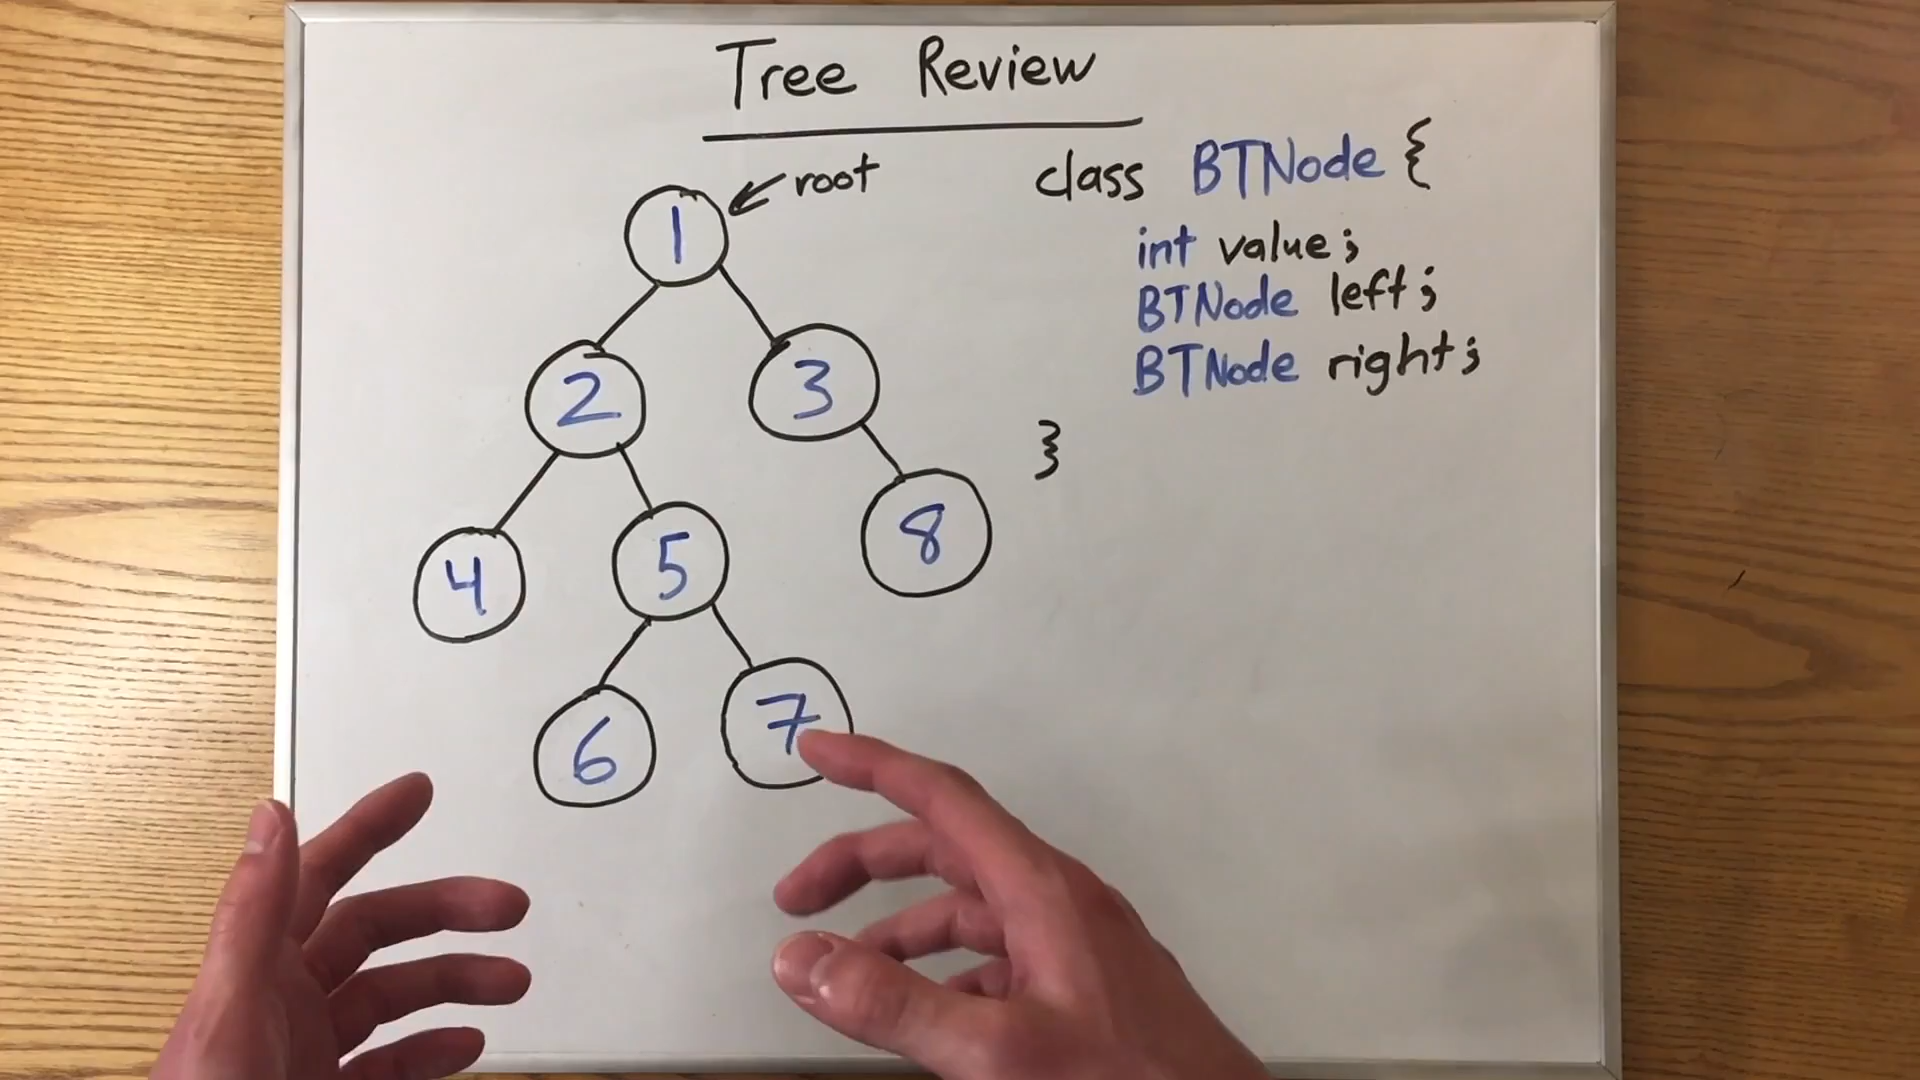 Tree Review
root
class BTNode {
int value;
BTNode left;
BTNode right;
}
1
2 3
4 5 8
6 7